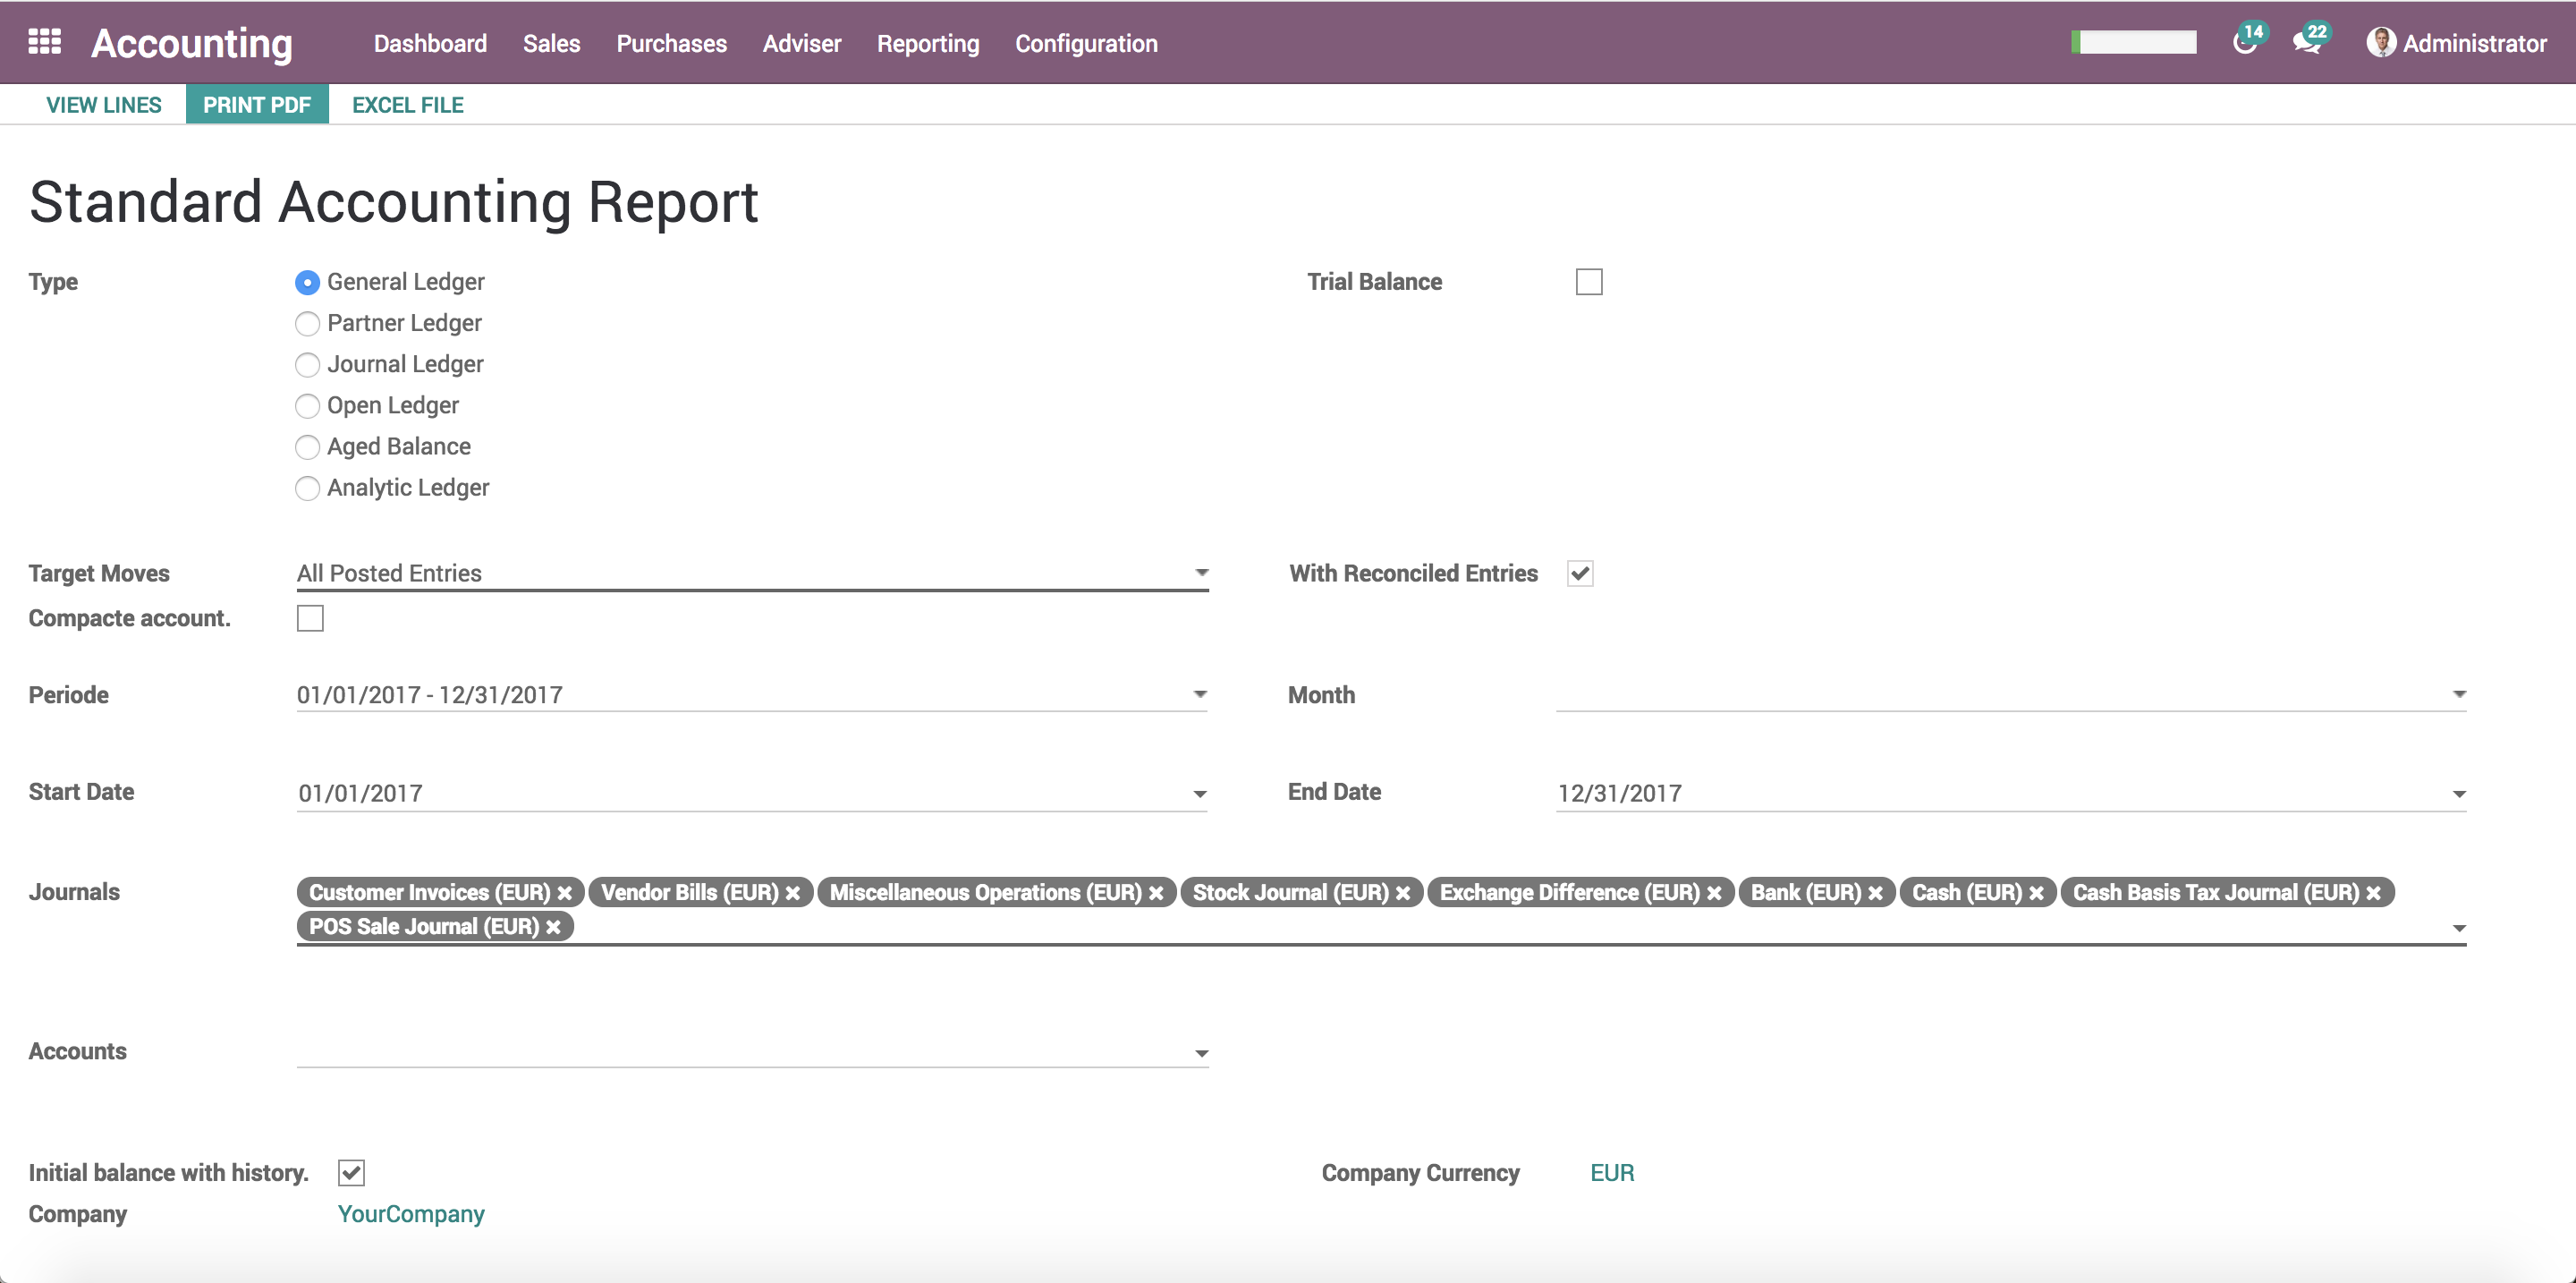 Accounting Dashboard Sales Purchases Adviser Reporting Configuration 14 22 Administrator
VIEW LINES PRINT PDF EXCEL FILE
Standard Accounting Report
Type General Ledger Trial Balance
Partner Ledger
Journal Ledger
Open Ledger
Aged Balance
Analytic Ledger
Target Moves All Posted Entries With Reconciled Entries
Compacte account.
Periode 01/01/2017 - 12/31/2017 Month
Start Date 01/01/2017 End Date 12/31/2017
Journals Customer Invoices (EUR) Vendor Bills (EUR) Miscellaneous Operations (EUR) Stock Journal (EUR) Exchange Difference (EUR) Bank (EUR) Cash (EUR) Cash Basis Tax Journal (EUR)
POS Sale Journal (EUR)
Accounts
Initial balance with history. Company Currency EUR
Company YourCompany